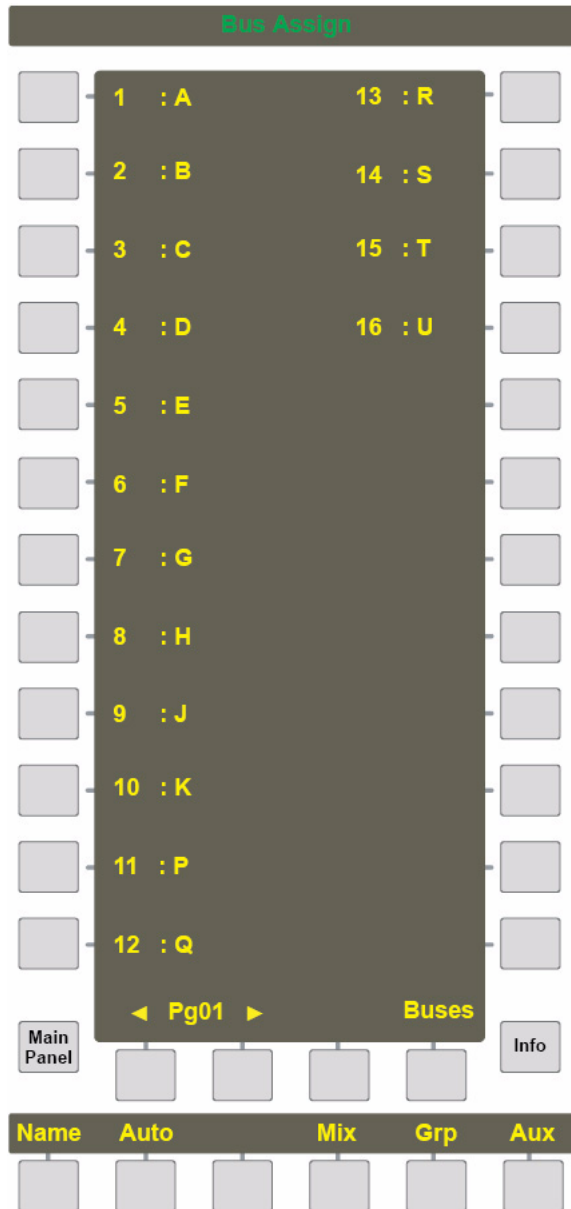 Bus Assign
1 : A
2 : B
3 : C
4 : D
5 : E
6 : F
7 : G
8 : H
9 : J
10 : K
11 : P
12 : Q
13 : R
14 : S
15 : T
16 : U
◄ Pg01 ► Buses
Main
Panel
Info
Name Auto Mix Grp Aux